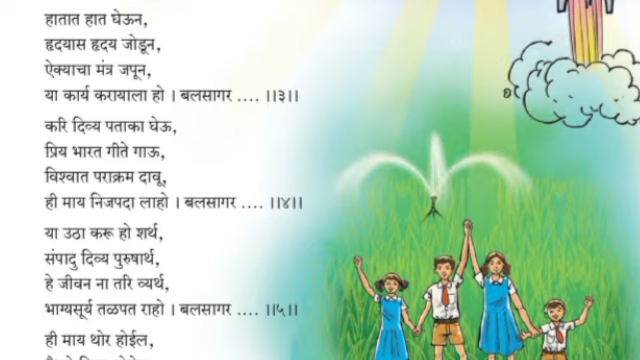 हातात हात घेऊन,
हृदयास हृदय जोडून,
ऐक्याचा मंत्र जपून,
या कार्य करायाला हो । बलसागर .... ।।३।।
करि दिव्य पताका घेऊ,
प्रिय भारत गीते गाऊ,
विश्वात पराक्रम दावू,
ही माय निजपदा लाहो । बलसागर .... ।।४।।
या उठा करू हो शर्थ,
संपादु दिव्य पुरुषार्थ,
हे जीवन ना तरि व्यर्थ,
भाग्यसूर्य तळपत राहो । बलसागर .... ।।५।।
ही माय थोर होईल,